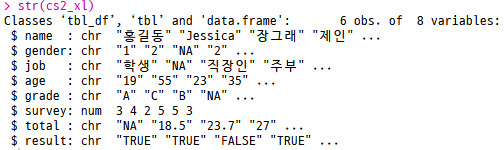 > str(cs2_xl)
Classes ‘tbl_df’, ‘tbl’ and 'data.frame':	6 obs. of  8 variables:
 $ name  : chr  "홍길동" "Jessica" "장그래" "제인" ...
 $ gender: chr  "1" "2" "NA" "2" ...
 $ job   : chr  "학생" "NA" "직장인" "주부" ...
 $ age   : chr  "19" "55" "23" "35" ...
 $ grade : chr  "A" "C" "B" "NA" ...
 $ survey: num  3 4 2 5 5 3
 $ total : chr  "NA" "18.5" "23.7" "27" ...
 $ result: chr  "TRUE" "TRUE" "FALSE" "TRUE" ...